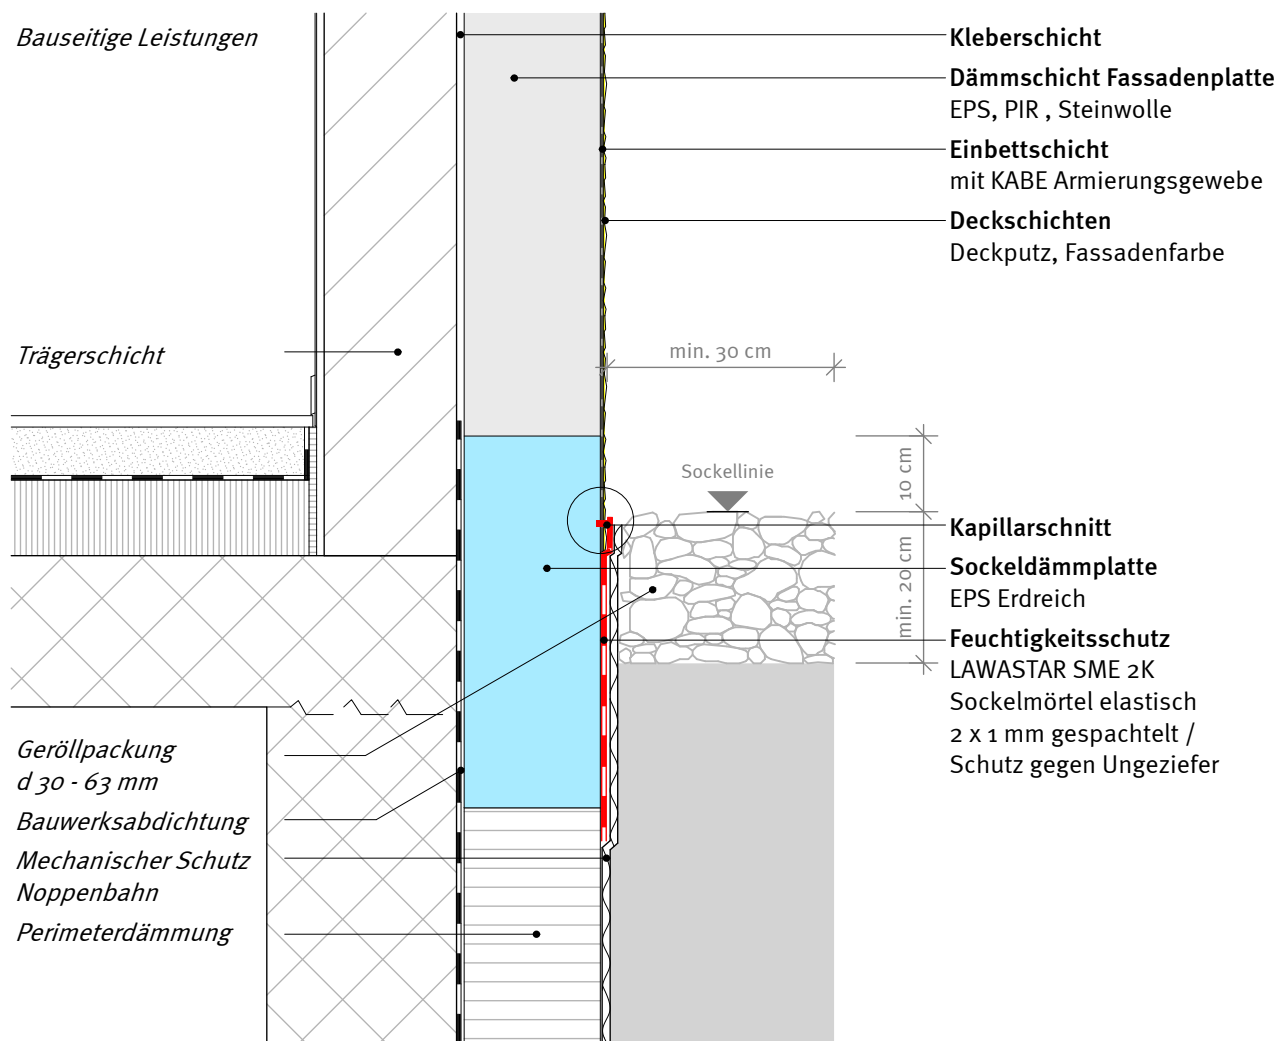 Bauseitige Leistungen
Trägerschicht
Geröllpackung
d 30 - 63 mm
Bauwerksabdichtung
Mechanischer Schutz
Noppenbahn
Perimeterdämmung
min. 30 cm
Sockellinie
10 cm
min. 20 cm
Kleberschicht
Dämmschicht Fassadenplatte
EPS, PIR , Steinwolle
Einbettschicht
mit KABE Armierungsgewebe
Deckschichten
Deckputz, Fassadenfarbe
Kapillarschnitt
Sockeldämmplatte
EPS Erdreich
Feuchtigkeitsschutz
LAWASTAR SME 2K
Sockelmörtel elastisch
2 x 1 mm gespachtelt /
Schutz gegen Ungeziefer